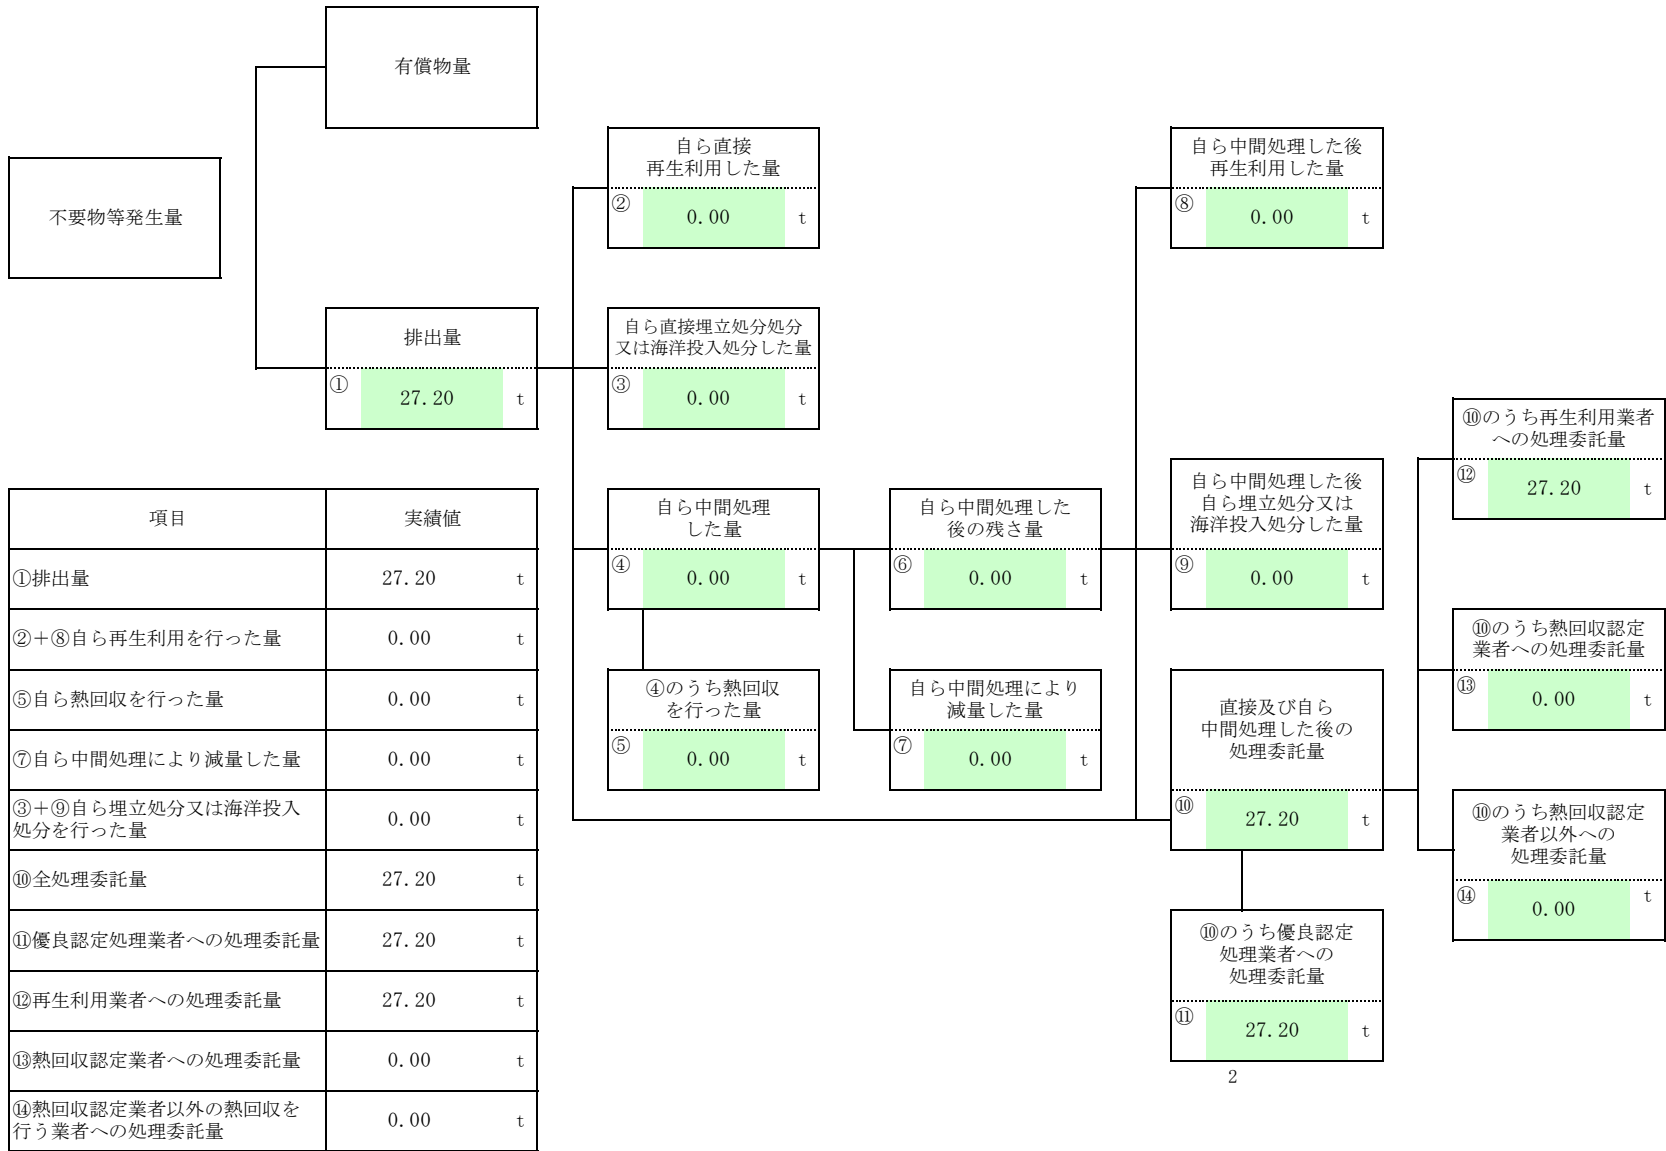 有償物量
不要物等発生量
排出量
① 27.20 t
自ら直接
再生利用した量
② 0.00 t
自ら直接埋立処分処分
又は海洋投入処分した量
③ 0.00 t
自ら中間処理
した量
④ 0.00 t
④のうち熱回収
を行った量
⑤ 0.00 t
自ら中間処理した
後の残さ量
⑥ 0.00 t
自ら中間処理により
減量した量
⑦ 0.00 t
自ら中間処理した後
再生利用した量
⑧ 0.00 t
自ら中間処理した後
自ら埋立処分又は
海洋投入処分した量
⑨ 0.00 t
直接及び自ら
中間処理した後の
処理委託量
⑩ 27.20 t
⑩のうち優良認定
処理業者への
処理委託量
⑪ 27.20 t
⑩のうち再生利用業者
への処理委託量
⑫ 27.20 t
⑩のうち熱回収認定
業者への処理委託量
⑬ 0.00 t
⑩のうち熱回収認定
業者以外への
処理委託量
⑭ 0.00 t
項目 実績値
①排出量 27.20 t
②+⑧自ら再生利用を行った量 0.00 t
⑤自ら熱回収を行った量 0.00 t
⑦自ら中間処理により減量した量 0.00 t
③+⑨自ら埋立処分又は海洋投入
処分を行った量 0.00 t
⑩全処理委託量 27.20 t
⑪優良認定処理業者への処理委託量 27.20 t
⑫再生利用業者への処理委託量 27.20 t
⑬熱回収認定業者への処理委託量 0.00 t
⑭熱回収認定業者以外の熱回収を
行う業者への処理委託量 0.00 t
2